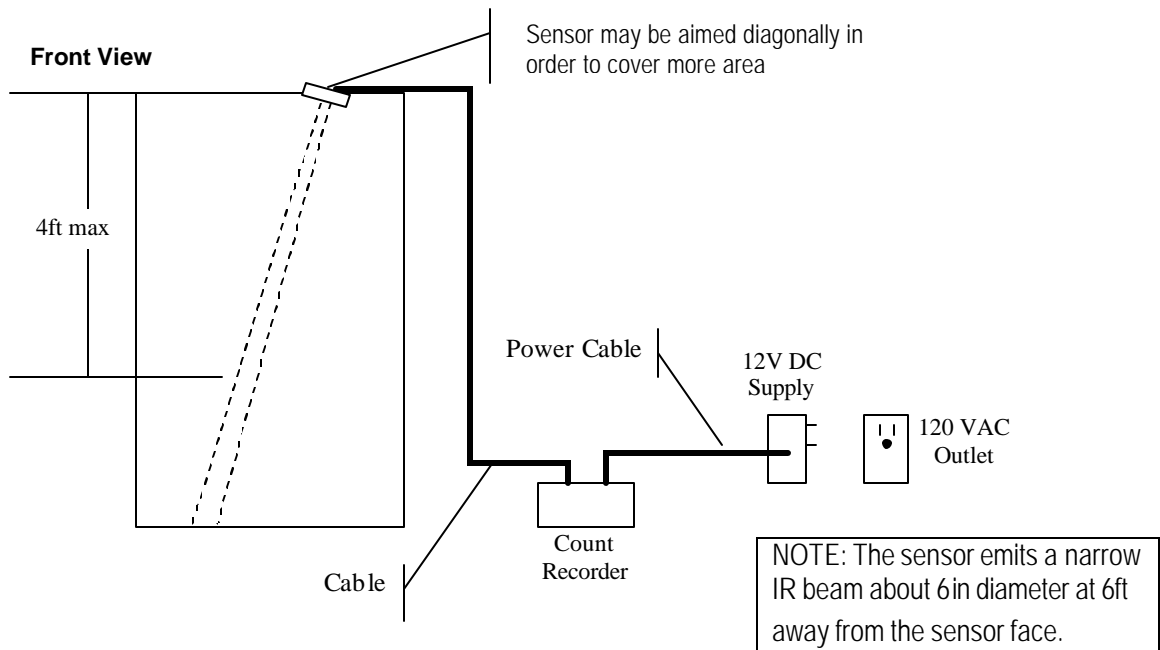 Front View
Sensor may be aimed diagonally in
order to cover more area
4ft max
Power Cable
12V DC
Supply
120 VAC
Outlet
Count
Recorder
Cable
NOTE: The sensor emits a narrow
IR beam about 6in diameter at 6ft
away from the sensor face.